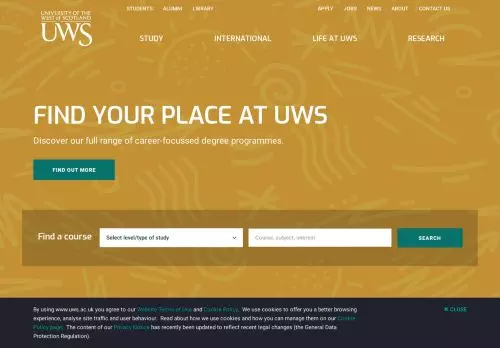 STUDENTS ALUMNI LIBRARY APPLY JOBS NEWS ABOUT CONTACT US
UNIVERSITY OF THE
WEST of SCOTLAND
UWS
STUDY INTERNATIONAL LIFE AT UWS RESEARCH
FIND YOUR PLACE AT UWS
Discover our full range of career-focussed degree programmes.
FIND OUT MORE
Find a course Select level/type of study Course, subject, interest SEARCH
By using www.uws.ac.uk you agree to our Website Terms of Use and Cookie Policy. We use cookies to offer you a better browsing
experience, analyse site traffic and user behaviour. Read about how we use cookies and how you can manage them on our Cookie
Policy page. The content of our Privacy Notice has recently been updated to reflect recent legal changes (the General Data
Protection Regulation).
✖ CLOSE